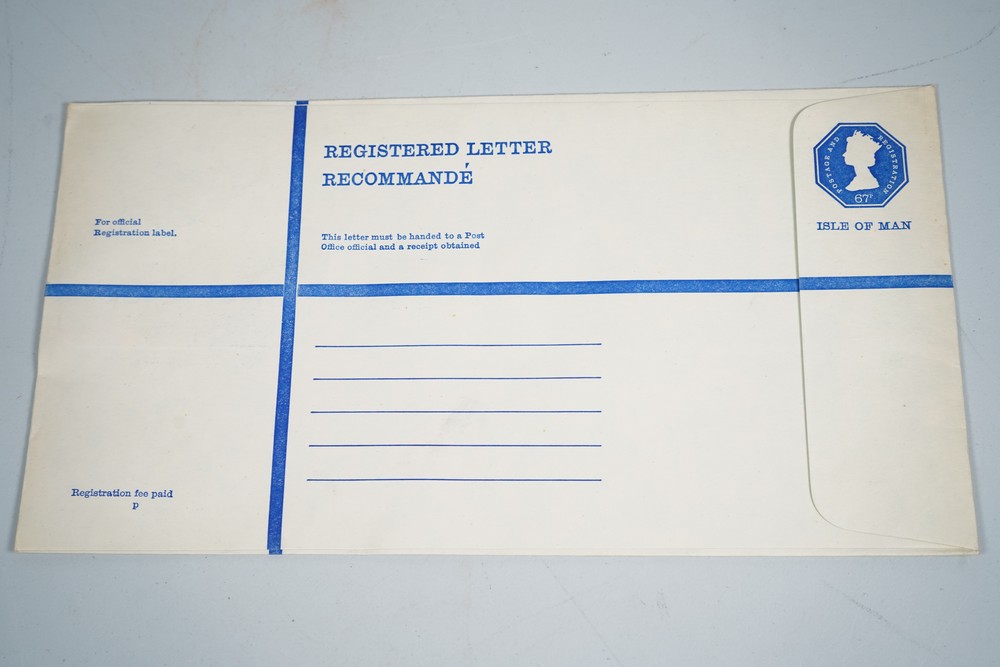 REGISTERED LETTER
RECOMMANDÉ
POSTAGE AND REGISTRATION
67P
ISLE OF MAN
For official
Registration label.
This letter must be handed to a Post
Office official and a receipt obtained
Registration fee paid
p